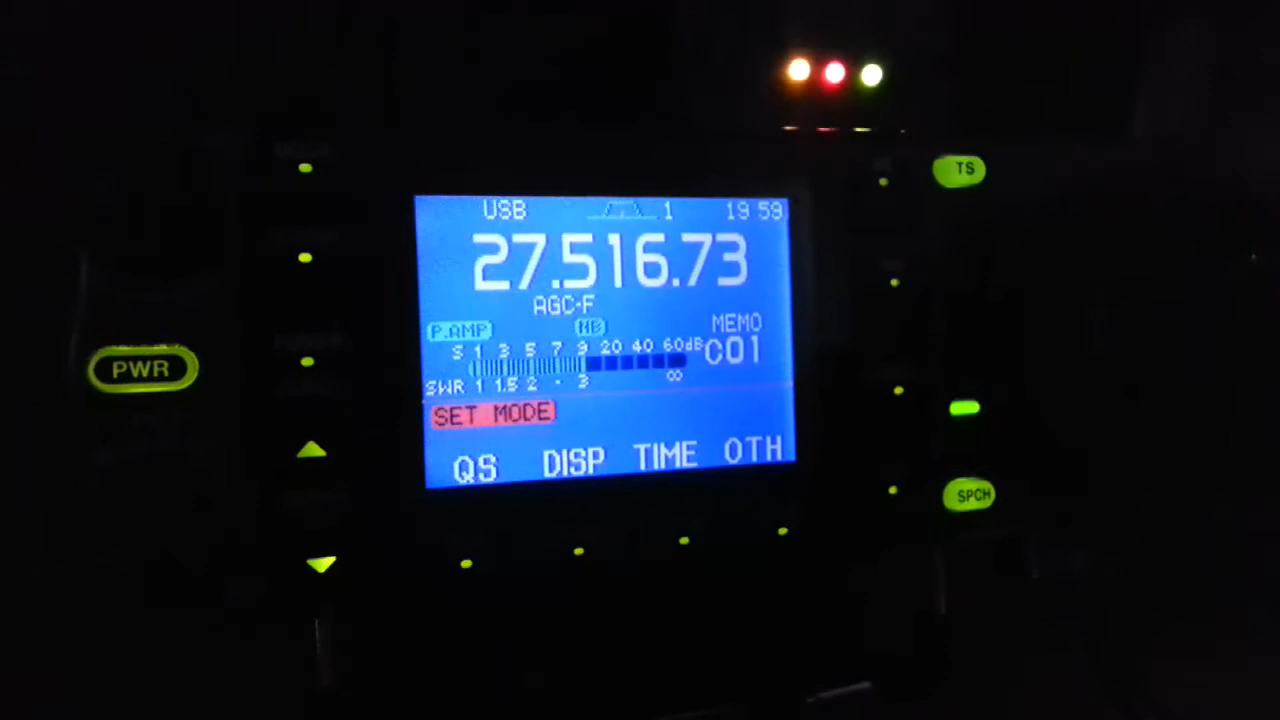 TS
USB 1 19 59
27.516.73
AGC-F
P.AMP NB MEMO
S 1 3 5 7 9 20 40 60dB C01
PWR
SWR 1 1.5 2 - 3 ∞
SET MODE
QS DISP TIME OTH
SPCH